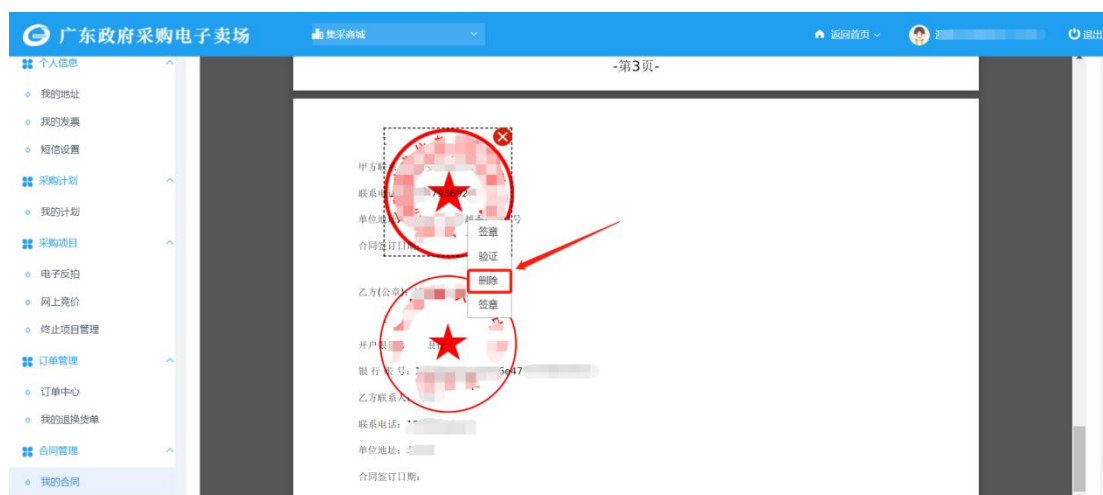 广东政府采购电子卖场
集采商城
返回首页
退出
个人信息
我的地址
我的发票
短信设置
采购计划
我的计划
采购项目
电子反拍
网上竞价
终止项目管理
订单管理
订单中心
我的退换货单
合同管理
我的合同
-第3页-
甲方联
联系电
793692
单位地
号
合同签订日期:
签章
验证
删除
签章
乙方(公章):
开户银
银 行 账 号:
6e47
乙方联系人:
联系电话: 15
单位地址:
合同签订日期: